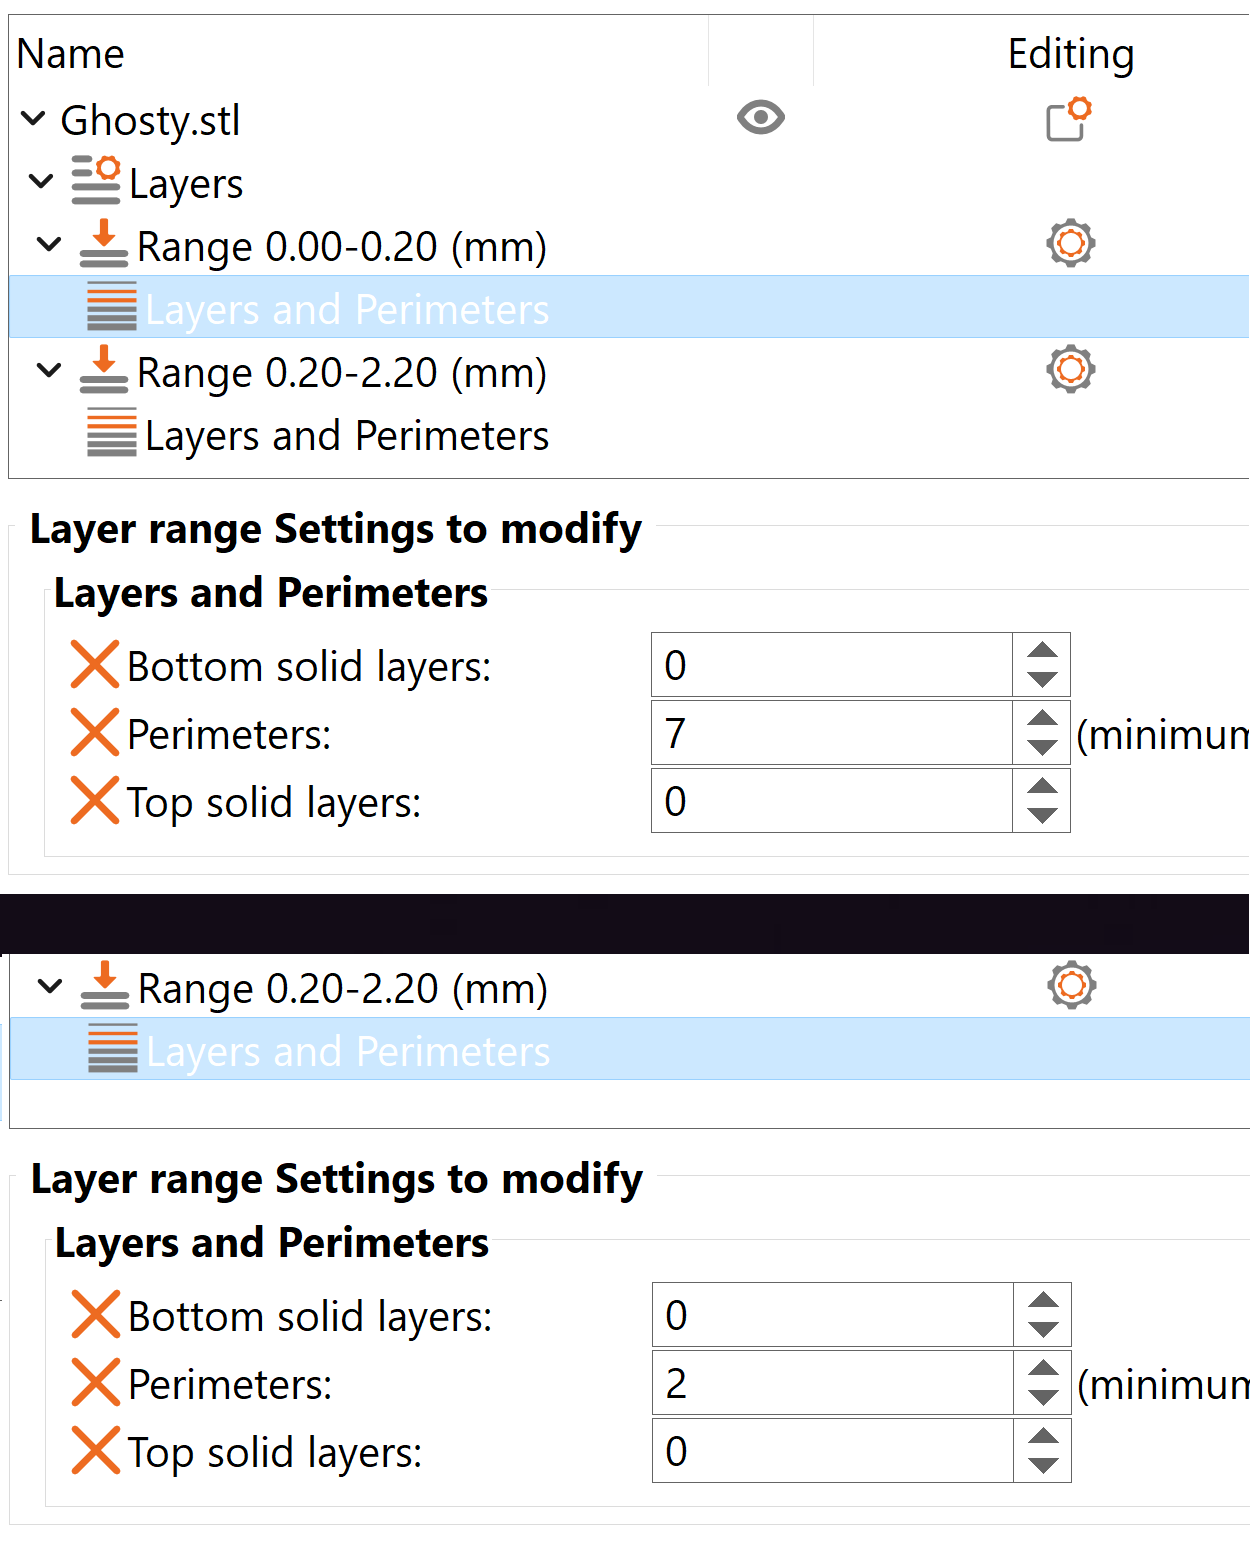 Name Editing
Ghosty.stl
Layers
Range 0.00-0.20 (mm)
Layers and Perimeters
Range 0.20-2.20 (mm)
Layers and Perimeters
Layer range Settings to modify
Layers and Perimeters
Bottom solid layers: 0
Perimeters: 7 (minimum
Top solid layers: 0
Range 0.20-2.20 (mm)
Layers and Perimeters
Layer range Settings to modify
Layers and Perimeters
Bottom solid layers: 0
Perimeters: 2 (minimum
Top solid layers: 0